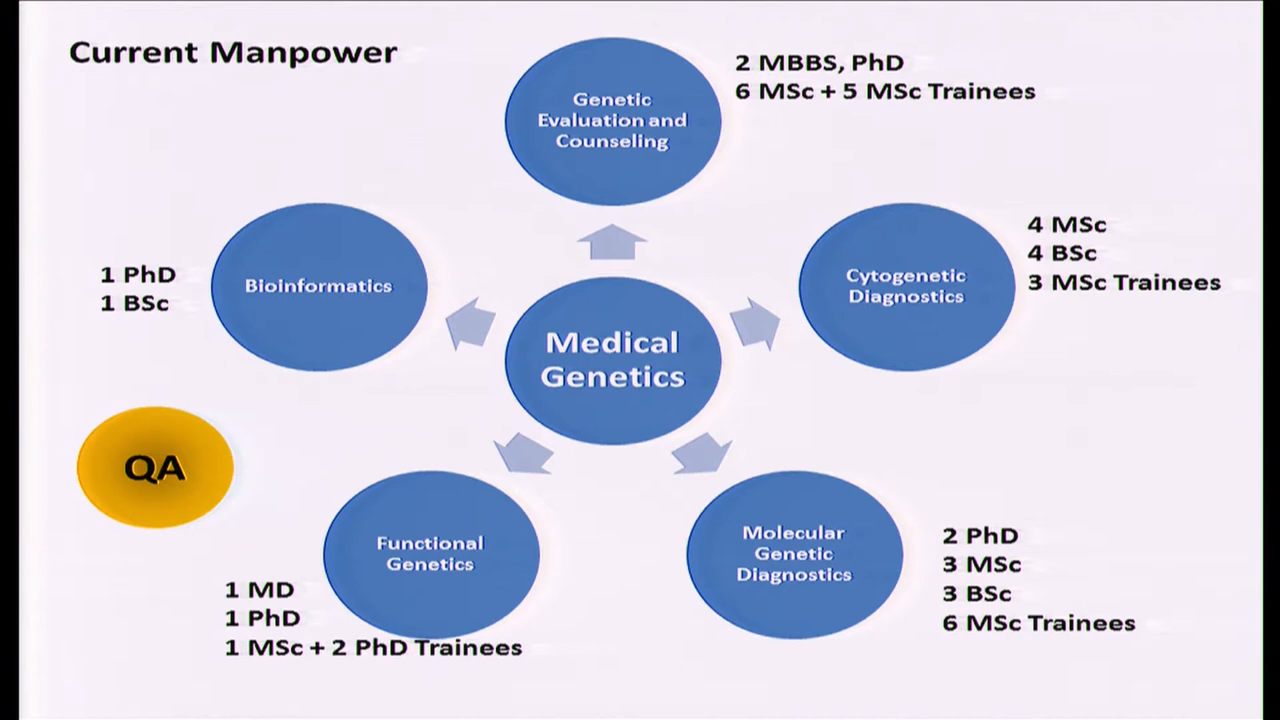 Current Manpower
Genetic
Evaluation and
Counseling
2 MBBS, PhD
6 MSc + 5 MSc Trainees
Bioinformatics
1 PhD
1 BSc
Cytogenetic
Diagnostics
4 MSc
4 BSc
3 MSc Trainees
Medical
Genetics
QA
Functional
Genetics
1 MD
1 PhD
1 MSc + 2 PhD Trainees
Molecular
Genetic
Diagnostics
2 PhD
3 MSc
3 BSc
6 MSc Trainees